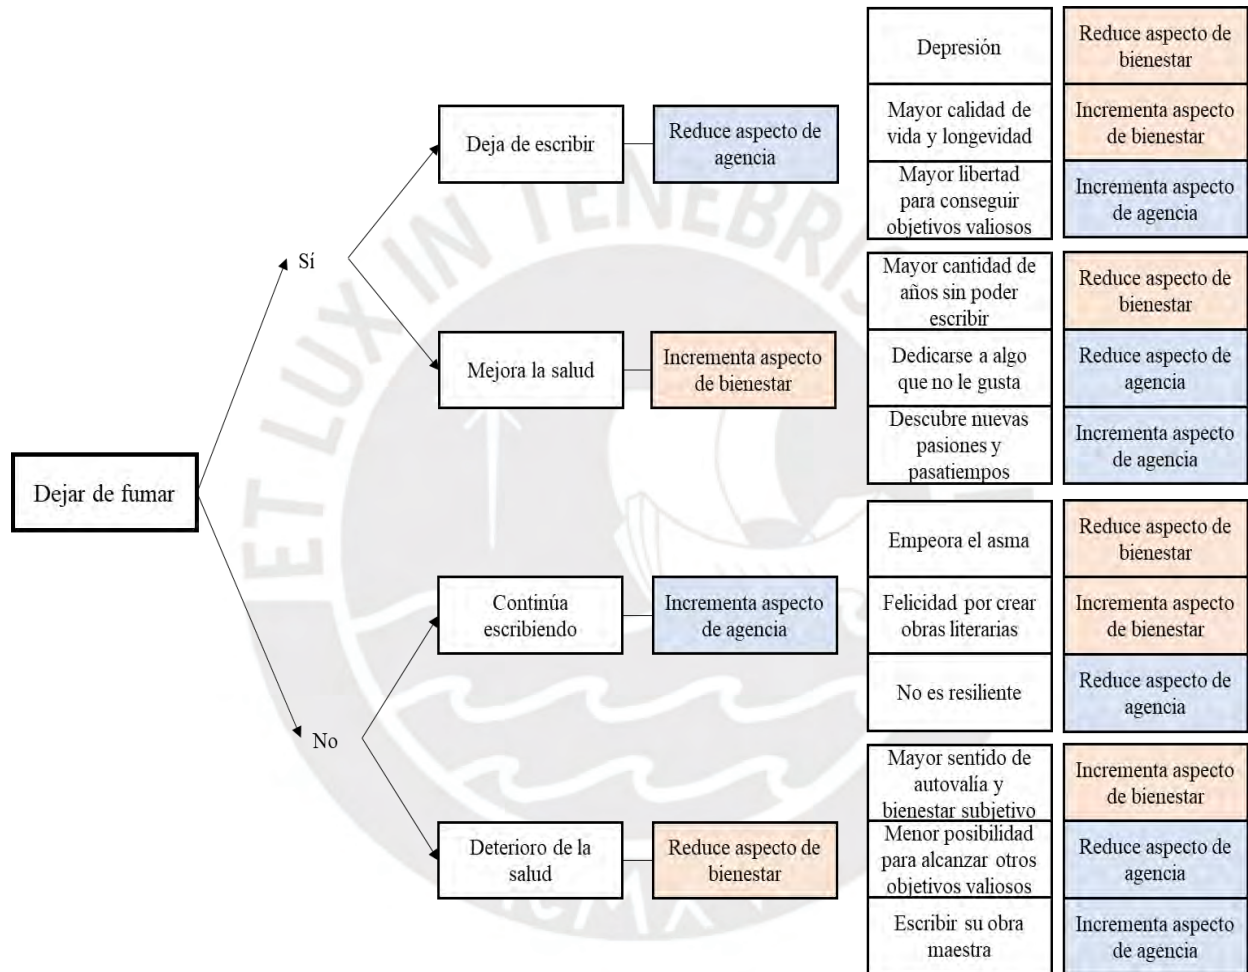 Dejar de fumar
Sí
Deja de escribir
Reduce aspecto de
agencia
Depresión
Reduce aspecto de
bienestar
Mayor calidad de
vida y longevidad
Incrementa aspecto
de bienestar
Mayor libertad
para conseguir
objetivos valiosos
Incrementa aspecto
de agencia
Mejora la salud
Incrementa aspecto
de bienestar
Mayor cantidad de
años sin poder
escribir
Reduce aspecto de
bienestar
Dedicarse a algo
que no le gusta
Reduce aspecto de
agencia
Descubre nuevas
pasiones y
pasatiempos
Incrementa aspecto
de agencia
No
Continúa
escribiendo
Incrementa aspecto
de agencia
Empeora el asma
Reduce aspecto de
bienestar
Felicidad por crear
obras literarias
Incrementa aspecto
de bienestar
No es resiliente
Reduce aspecto de
agencia
Deterioro de la
salud
Reduce aspecto de
bienestar
Mayor sentido de
autovalía y
bienestar subjetivo
Incrementa aspecto
de bienestar
Menor posibilidad
para alcanzar otros
objetivos valiosos
Reduce aspecto de
agencia
Escribir su obra
maestra
Incrementa aspecto
de agencia
ET LUX IN TENEBRIS